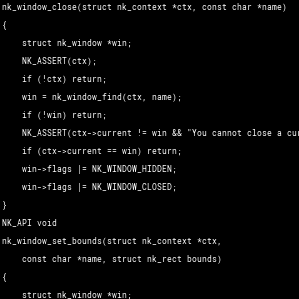 nk_window_close(struct nk_context *ctx, const char *name)
{
    struct nk_window *win;
    NK_ASSERT(ctx);
    if (!ctx) return;
    win = nk_window_find(ctx, name);
    if (!win) return;
    NK_ASSERT(ctx->current != win && "You cannot close a
    if (ctx->current == win) return;
    win->flags |= NK_WINDOW_HIDDEN;
    win->flags |= NK_WINDOW_CLOSED;
}
NK_API void
nk_window_set_bounds(struct nk_context *ctx,
    const char *name, struct nk_rect bounds)
{
    struct nk_window *win;